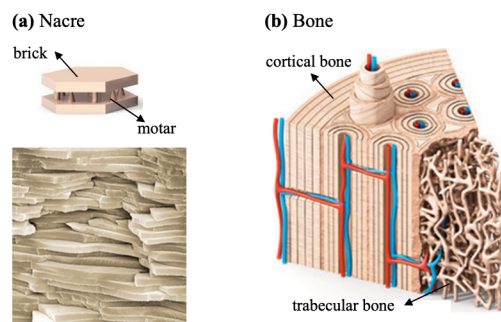 (a) Nacre
brick
motar
(b) Bone
cortical bone
trabecular bone